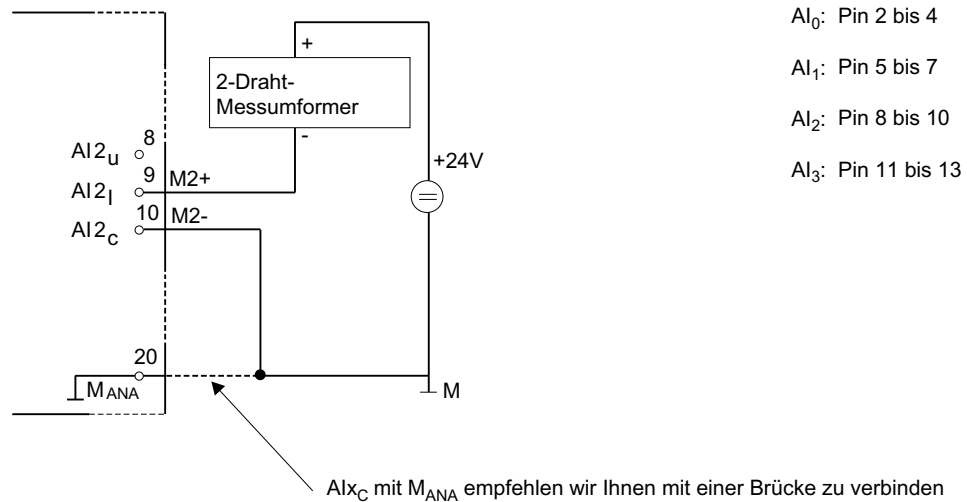 AI0: Pin 2 bis 4
+
2-Draht-
Messumformer
AI1: Pin 5 bis 7
AI2: Pin 8 bis 10
-
8
AI2u
+24V
AI3: Pin 11 bis 13
9
AI2I
M2+
10
M2-
AI2C
20
MANA
M
AIxC mit MANA empfehlen wir Ihnen mit einer Brücke zu verbinden